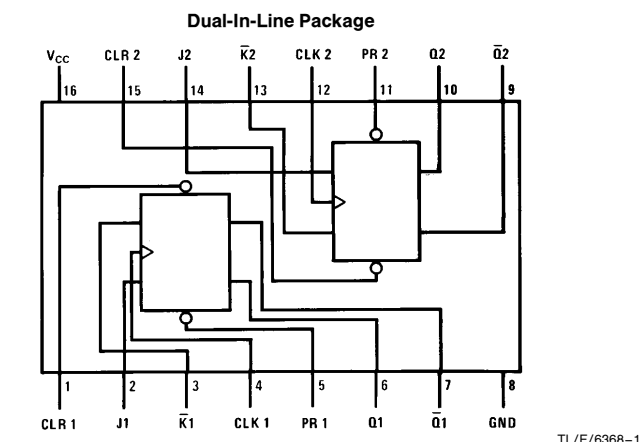 Dual-In-Line Package
V_CC CLR 2 J2 K̅2 CLK 2 PR 2 Q2 Q̅2
16 15 14 13 12 11 10 9
1 2 3 4 5 6 7 8
CLR 1 J1 K̅1 CLK 1 PR 1 Q1 Q̅1 GND
TL/F/6368–1